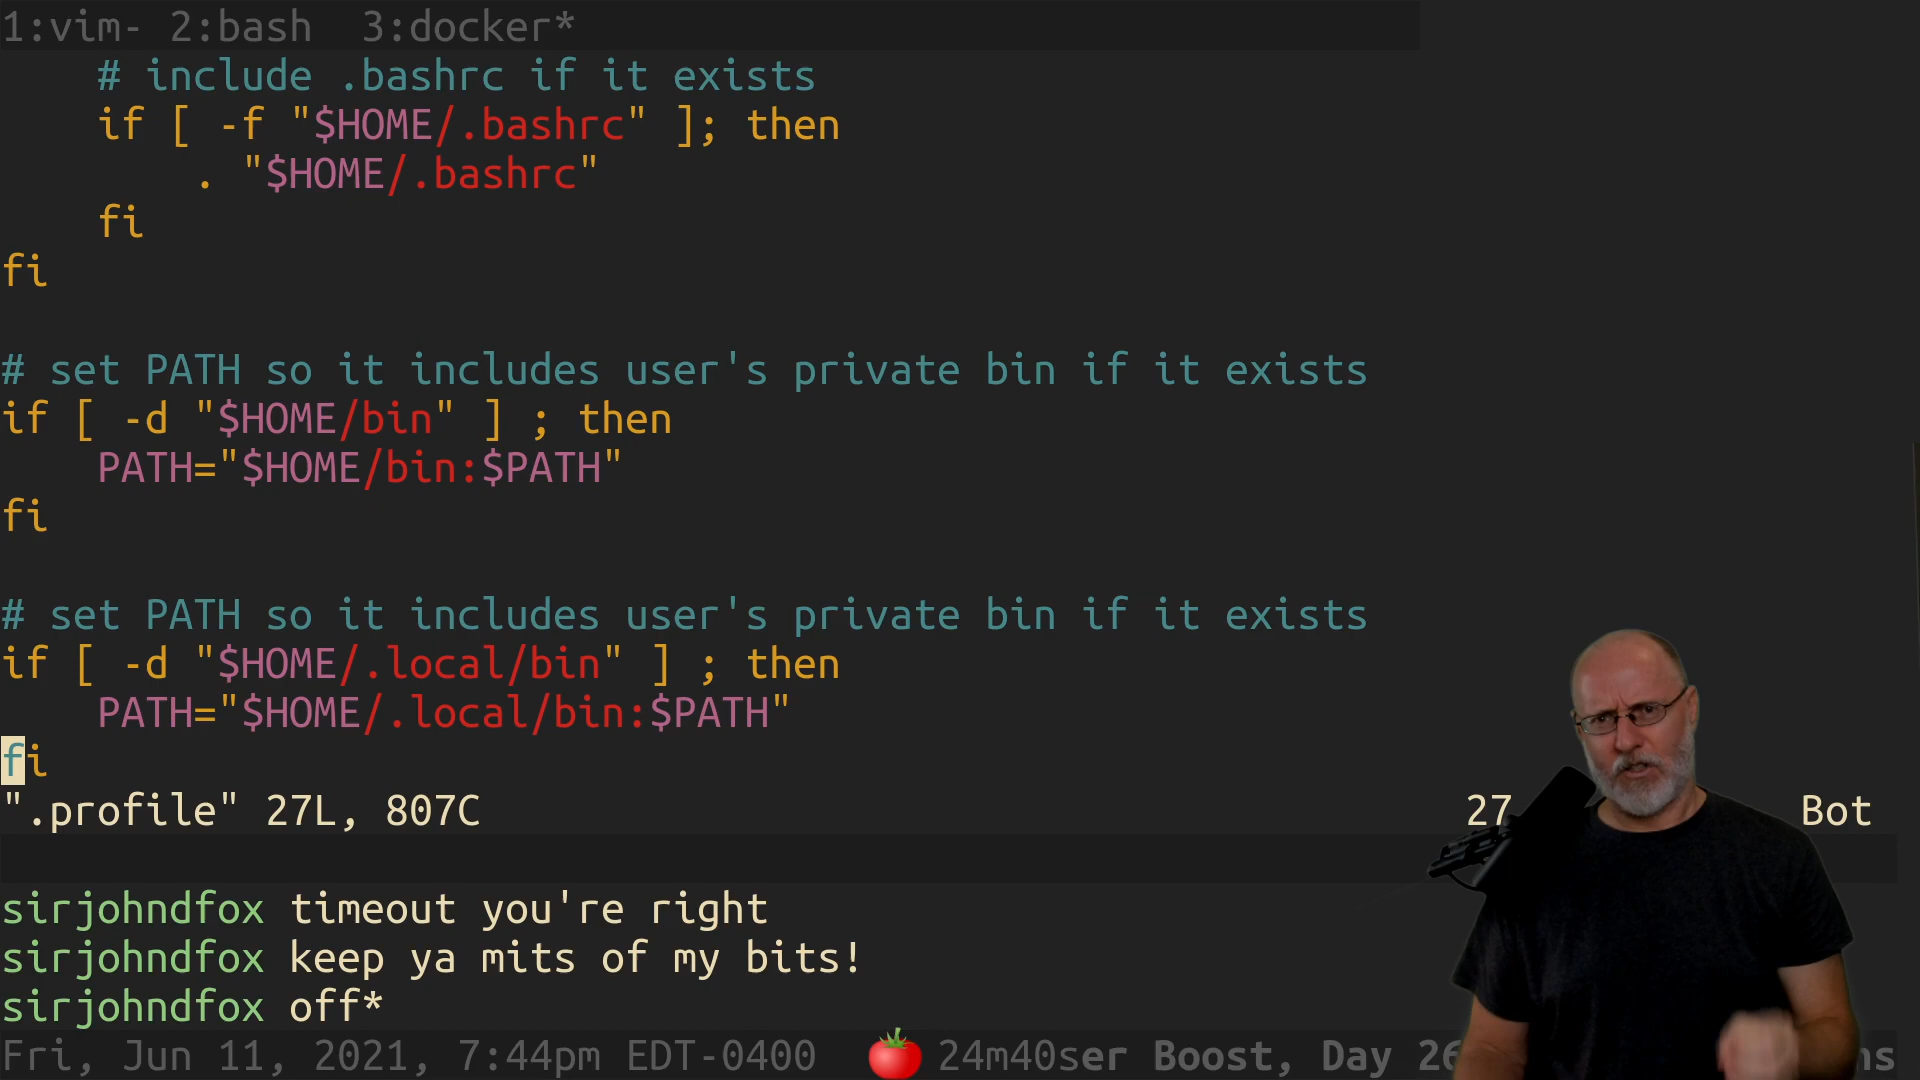 1:vim- 2:bash  3:docker*
    # include .bashrc if it exists
    if [ -f "$HOME/.bashrc" ]; then
        . "$HOME/.bashrc"
    fi
fi

# set PATH so it includes user's private bin if it exists
if [ -d "$HOME/bin" ] ; then
    PATH="$HOME/bin:$PATH"
fi

# set PATH so it includes user's private bin if it exists
if [ -d "$HOME/.local/bin" ] ; then
    PATH="$HOME/.local/bin:$PATH"
fi
".profile" 27L, 807C 27 Bot
sirjohndfox timeout you're right
sirjohndfox keep ya mits of my bits!
sirjohndfox off*
Fri, Jun 11, 2021, 7:44pm EDT-0400 🍅 24m40ser Boost, Day